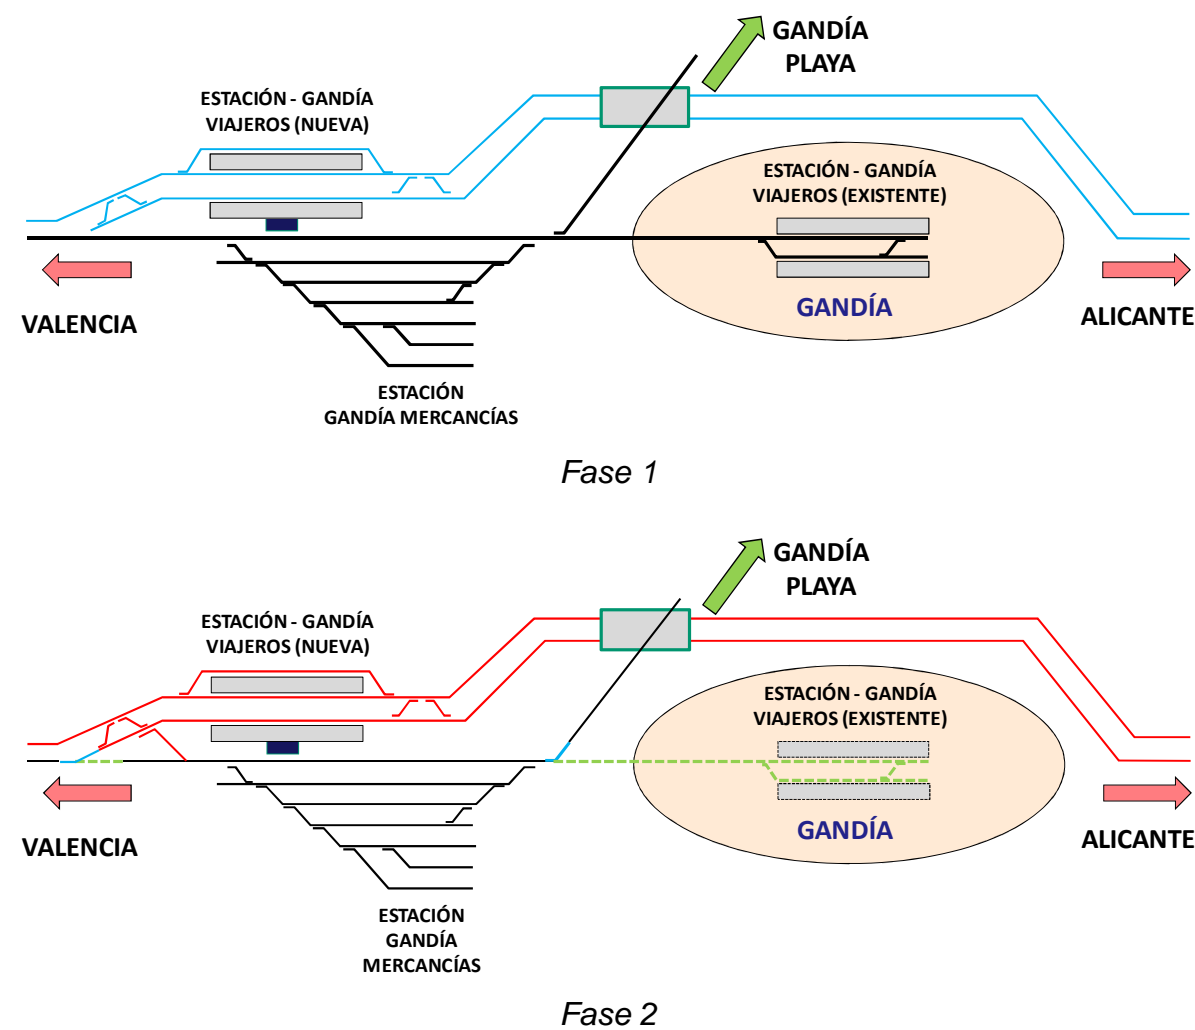 GANDÍA
PLAYA
ESTACIÓN - GANDÍA
VIAJEROS (NUEVA)
ESTACIÓN - GANDÍA
VIAJEROS (EXISTENTE)
GANDÍA
VALENCIA
ALICANTE
ESTACIÓN
GANDÍA MERCANCÍAS
Fase 1
GANDÍA
PLAYA
ESTACIÓN - GANDÍA
VIAJEROS (NUEVA)
ESTACIÓN - GANDÍA
VIAJEROS (EXISTENTE)
GANDÍA
VALENCIA
ALICANTE
ESTACIÓN
GANDÍA
MERCANCÍAS
Fase 2